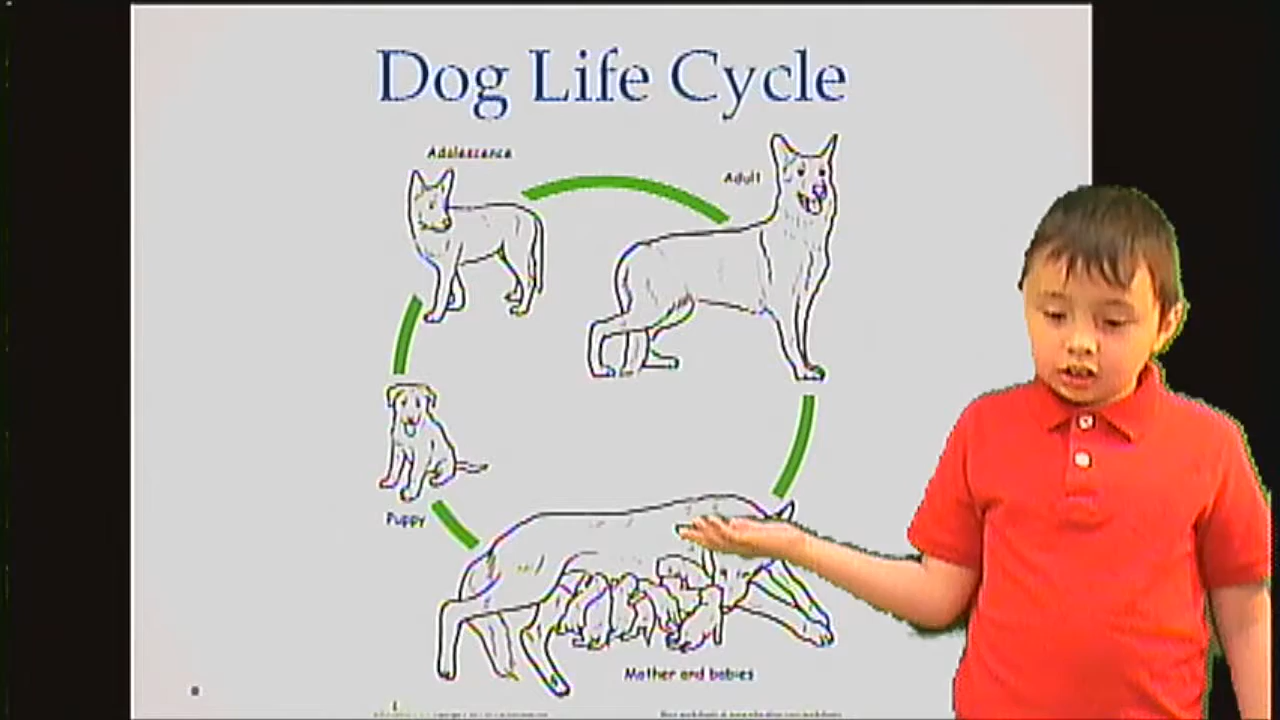 Dog Life Cycle
Adolescence
Adult
Puppy
Mother and babies